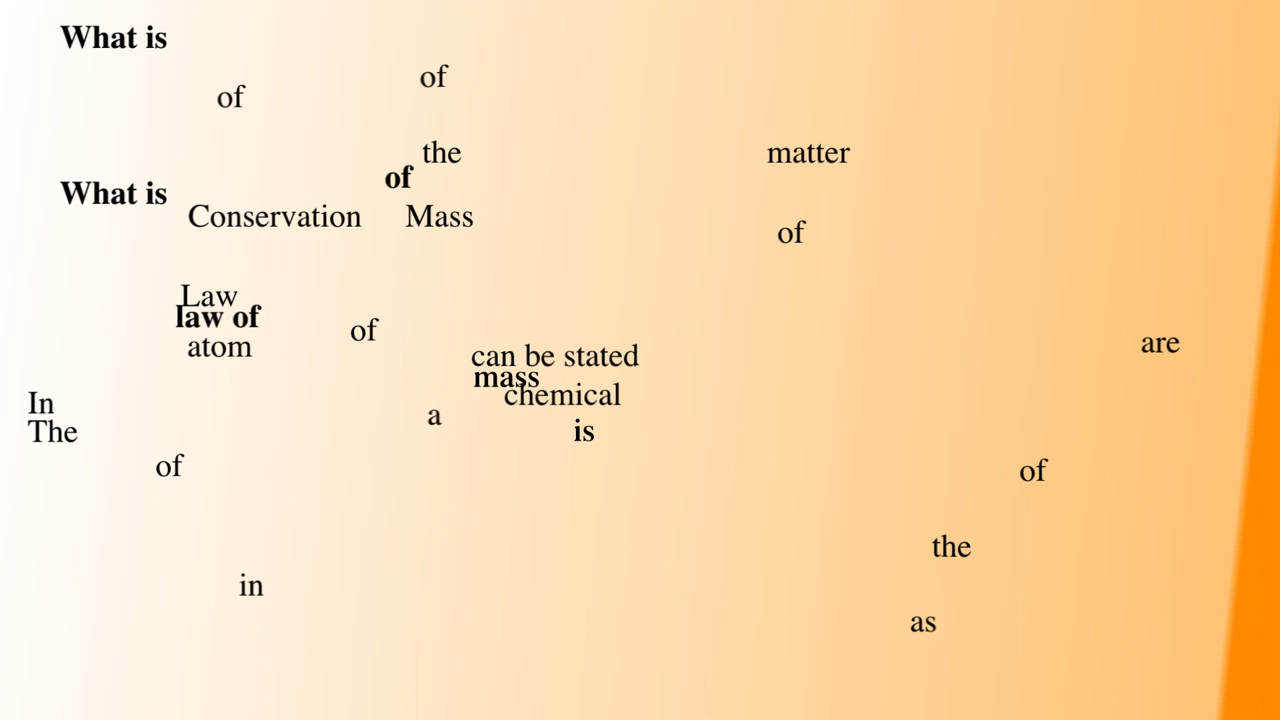 What is
of
of
the matter
of
What is
Conservation Mass
of
Law
law of
of
atom
are
can be stated
mass
chemical
In
a
The
is
of
of
the
in
as